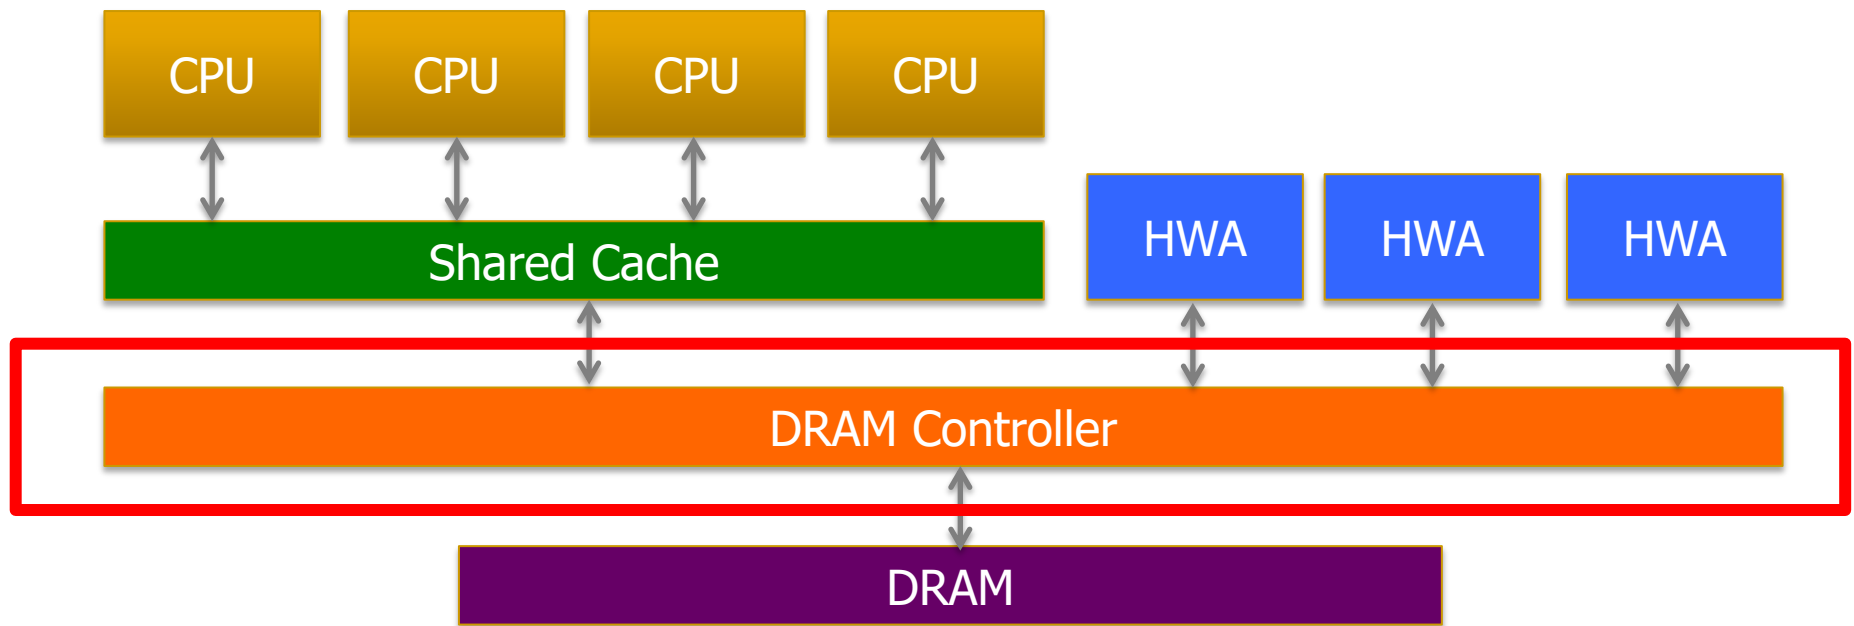 CPU CPU CPU CPU
HWA HWA HWA
Shared Cache
DRAM Controller
DRAM